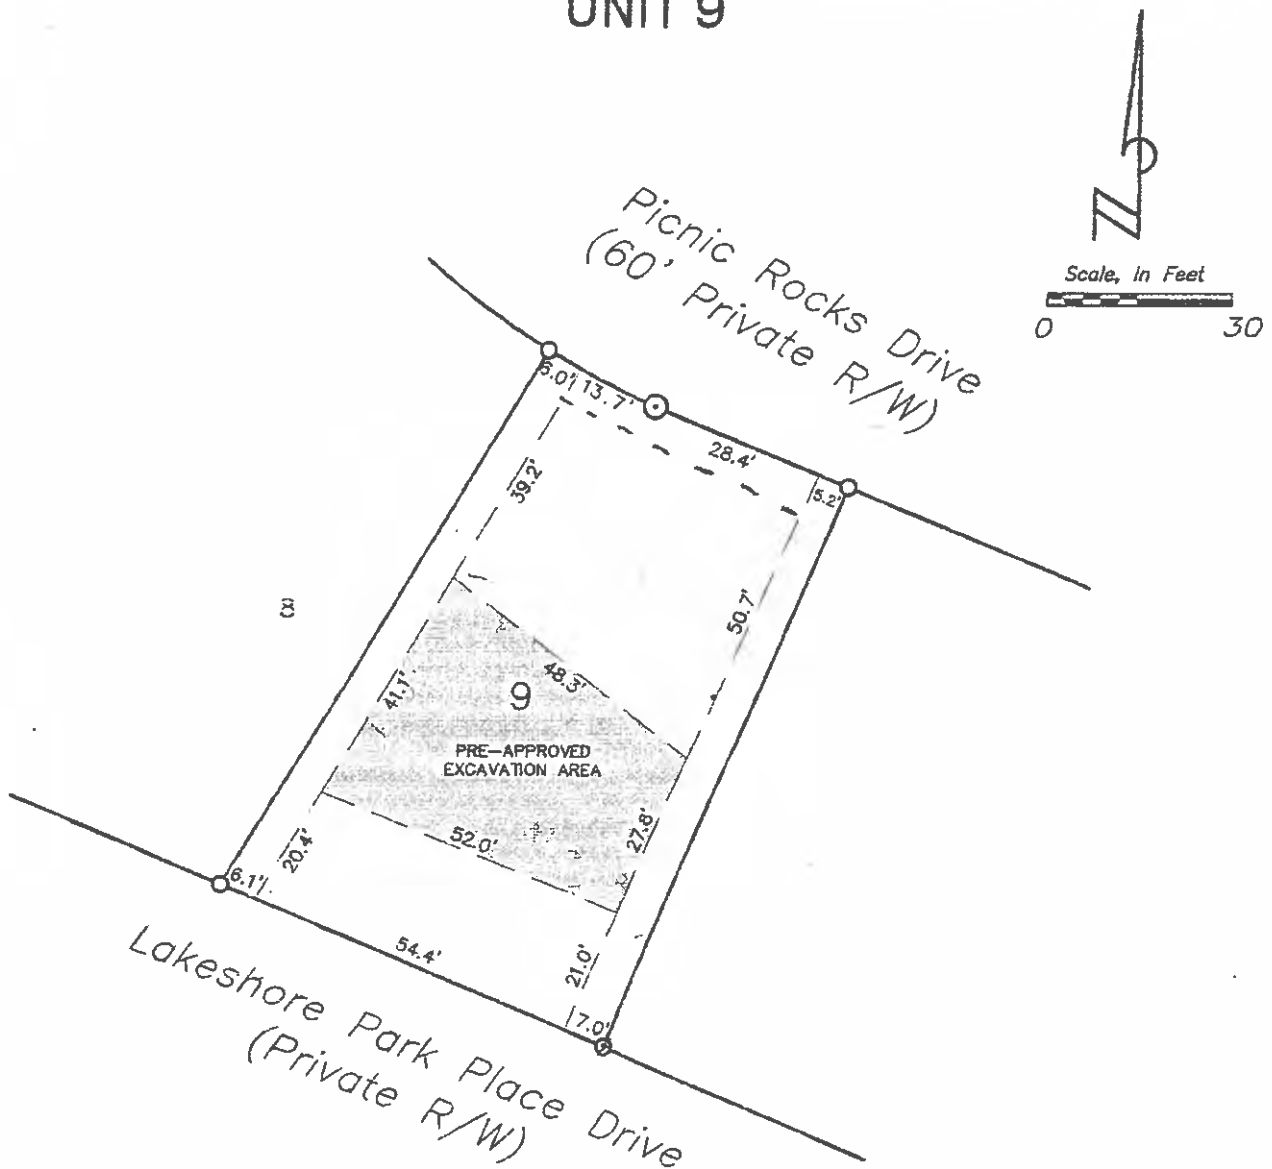 UNIT 9
N
Scale, In Feet
0 30
Picnic Rocks Drive
(60' Private R/W)
6.0' 13.7'
28.4'
5.2'
39.2'
50.7'
8
48.3'
41.1'
9
PRE-APPROVED
EXCAVATION AREA
27.8'
52.0'
20.4'
6.1'
54.4'
21.0'
7.0'
Lakeshore Park Place Drive
(Private R/W)